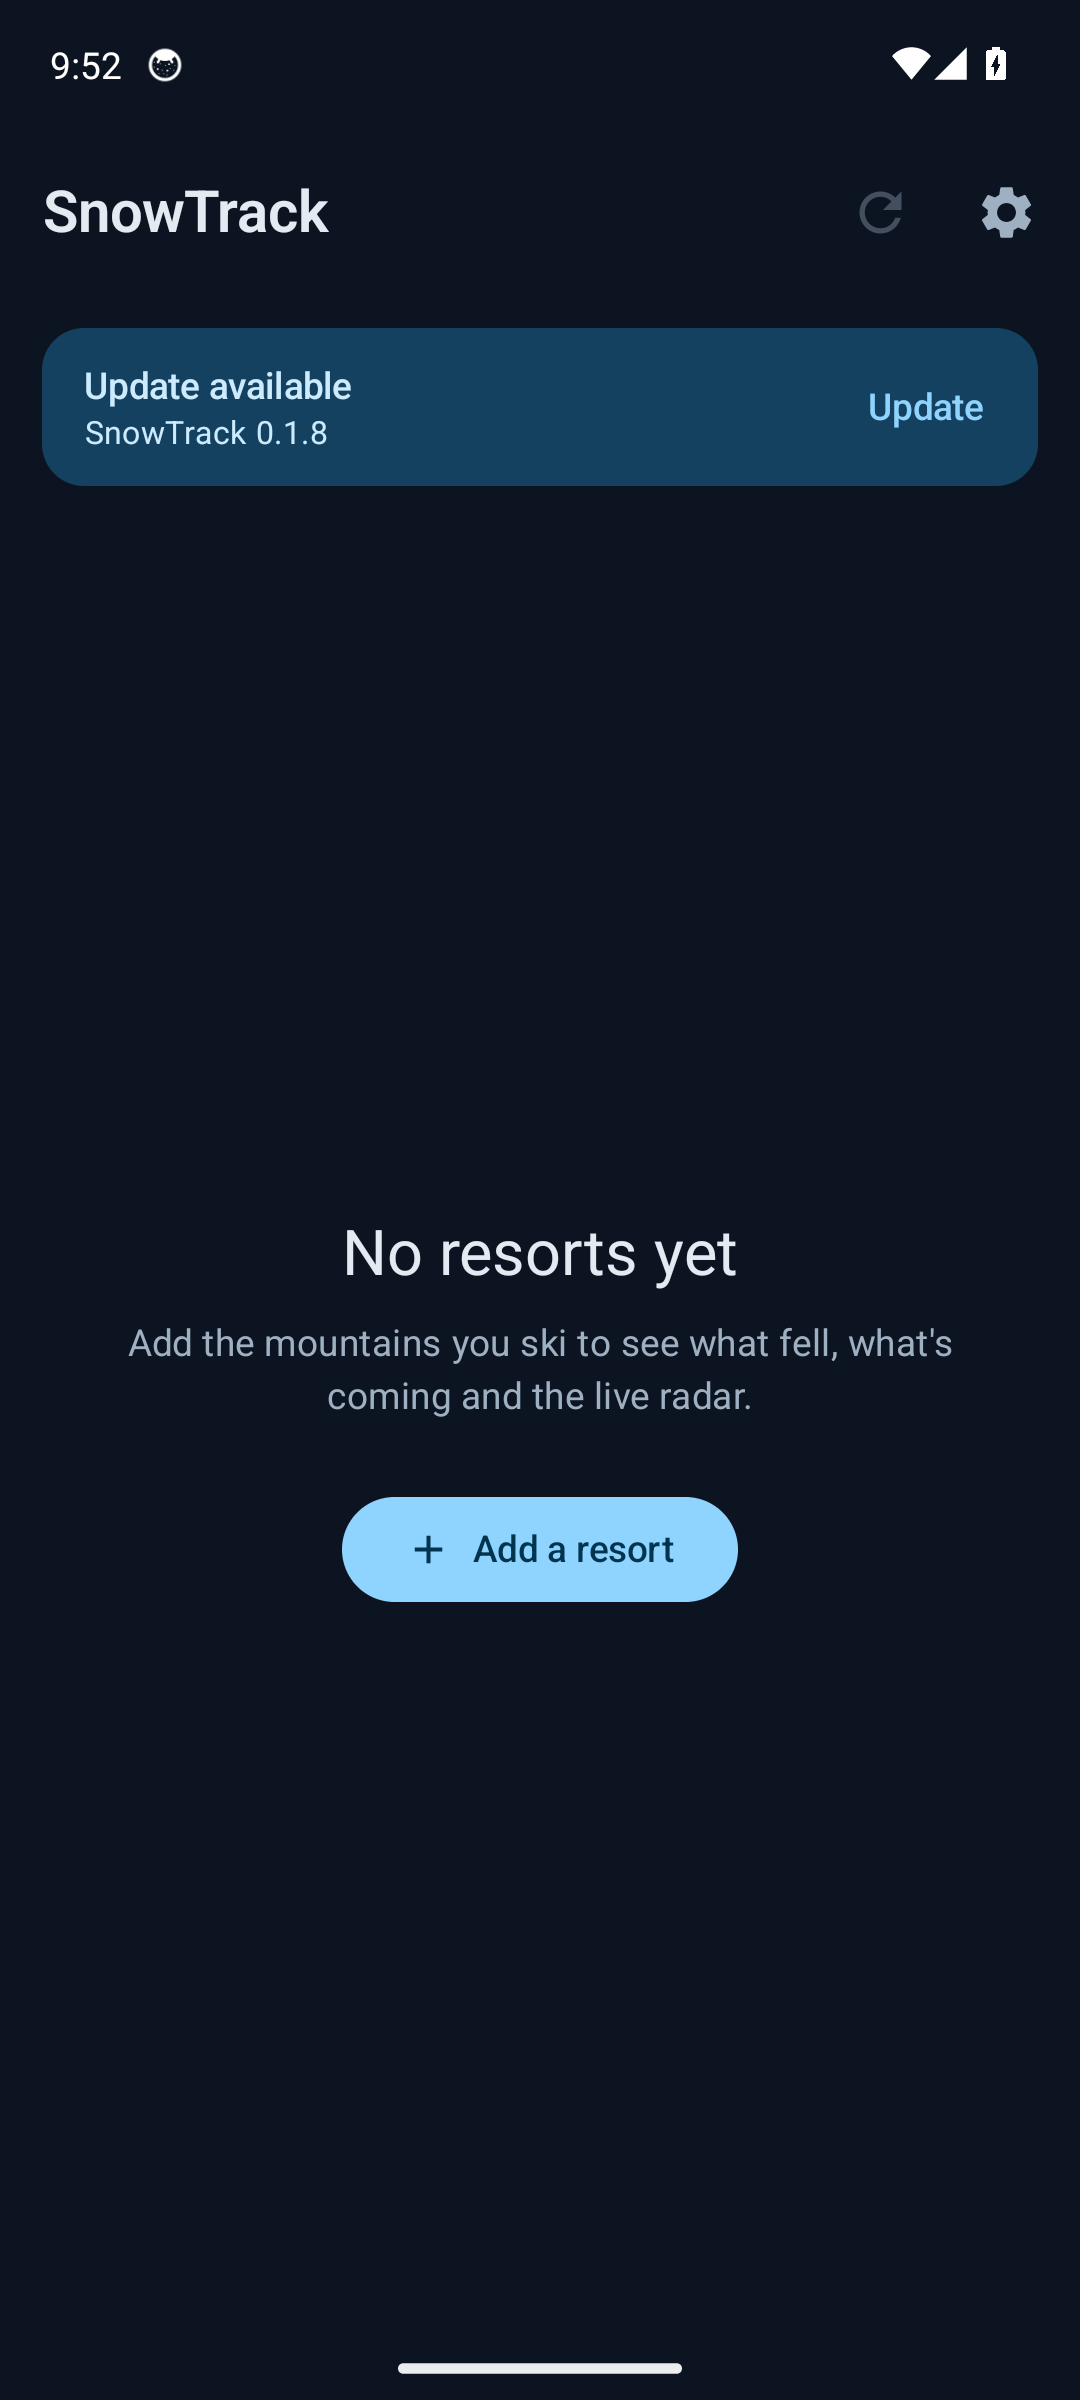 9:52
SnowTrack
Update available
SnowTrack 0.1.8
Update
No resorts yet
Add the mountains you ski to see what fell, what's
coming and the live radar.
Add a resort